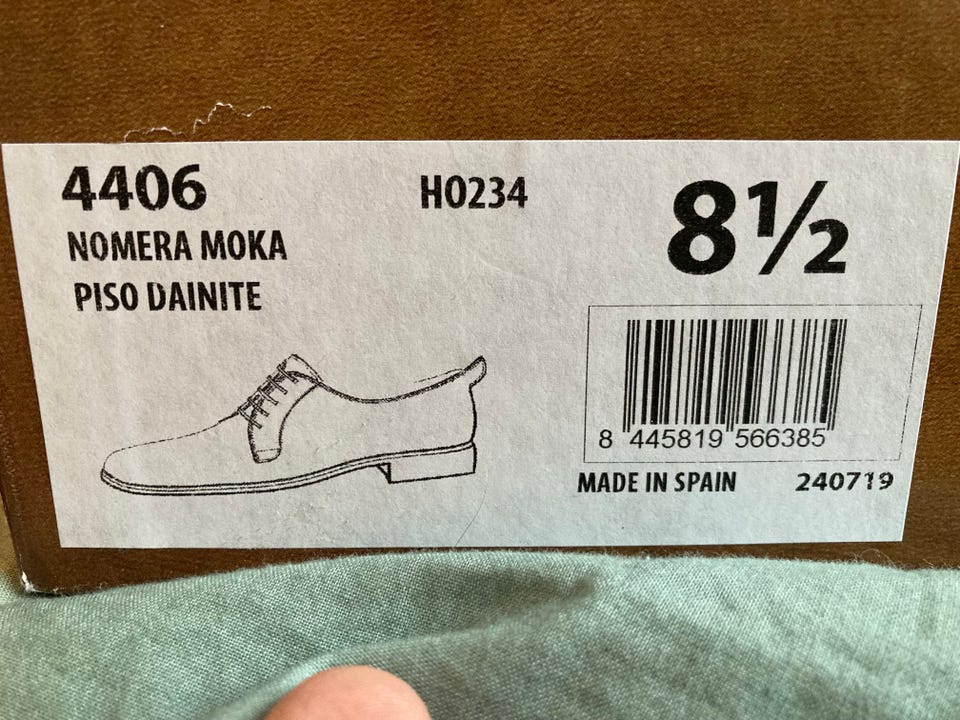 4406
H0234
8½
NOMERA MOKA
PISO DAINITE
8 445819 566385
MADE IN SPAIN
240719